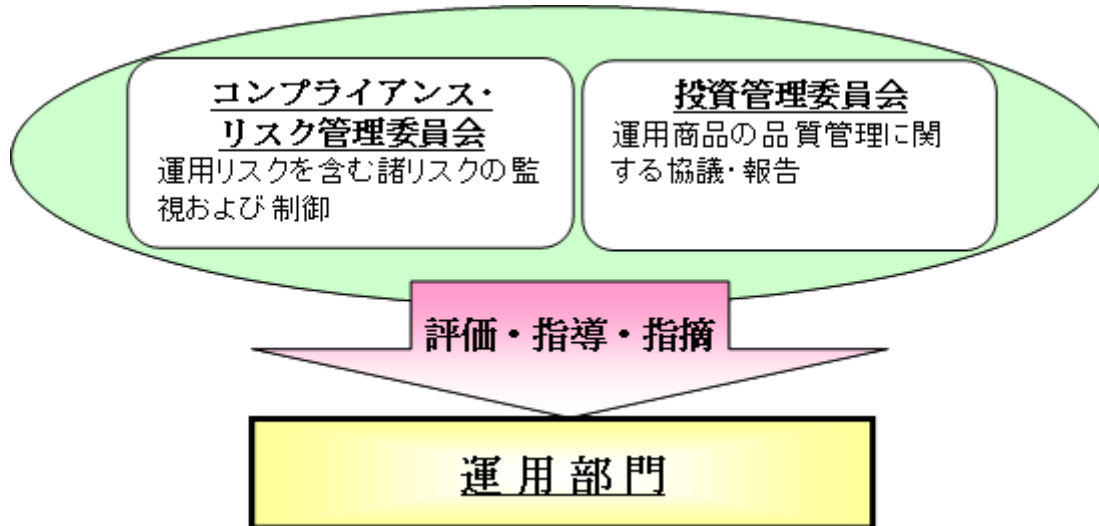 コンプライアンス・
リスク管理委員会
運用リスクを含む諸リスクの監
視および制御
投資管理委員会
運用商品の品質管理に関
する協議・報告
評価・指導・指摘
運用部門